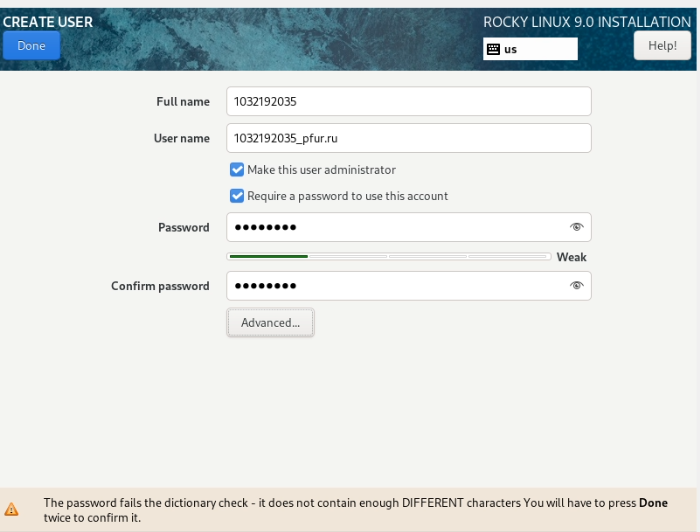 CREATE USER
ROCKY LINUX 9.0 INSTALLATION
Done
us
Help!
Full name
1032192035
User name
1032192035_pfur.ru
Make this user administrator
Require a password to use this account
Password
●●●●●●●●
Weak
Confirm password
●●●●●●●●
Advanced...
The password fails the dictionary check - it does not contain enough DIFFERENT characters You will have to press Done
twice to confirm it.